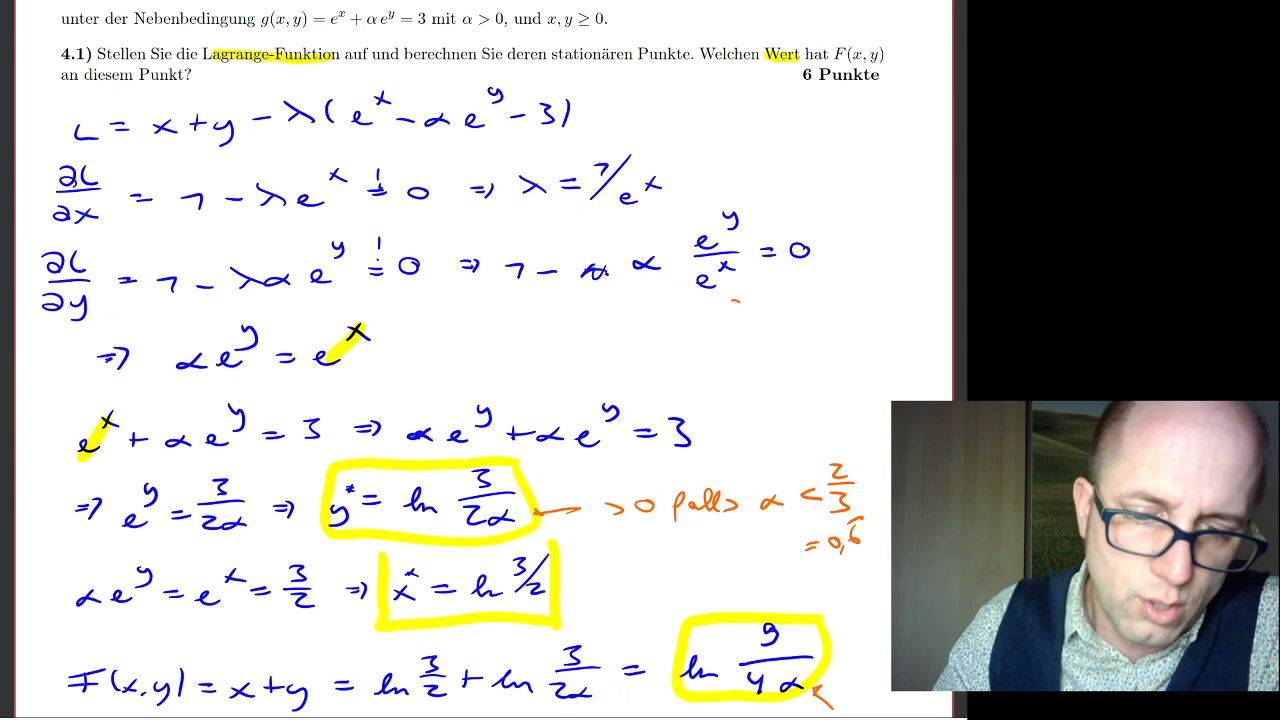 unter der Nebenbedingung g(x, y) = e^x + α e^y = 3 mit α > 0, und x, y ≥ 0.
4.1) Stellen Sie die Lagrange-Funktion auf und berechnen Sie deren stationären Punkte. Welchen Wert hat F(x, y)
an diesem Punkt? 6 Punkte
L = x + y - λ(e^x - α e^y - 3)
∂L/∂x = 1 - λe^x =! 0 ⇒ λ = 1/e^x
∂L/∂y = 1 - λα e^y =! 0 ⇒ 1 - α e^y/e^x = 0
⇒ α e^y = e^x
e^x + α e^y = 3 ⇒ α e^y + α e^y = 3
⇒ e^y = 3/2α ⇒ y* = ln 3/2α > 0 falls α < 2/3
= 0,6̅
α e^y = e^x = 3/2 ⇒ x* = ln 3/2
F(x,y) = x + y = ln 3/2 + ln 3/2α = ln 9/4α